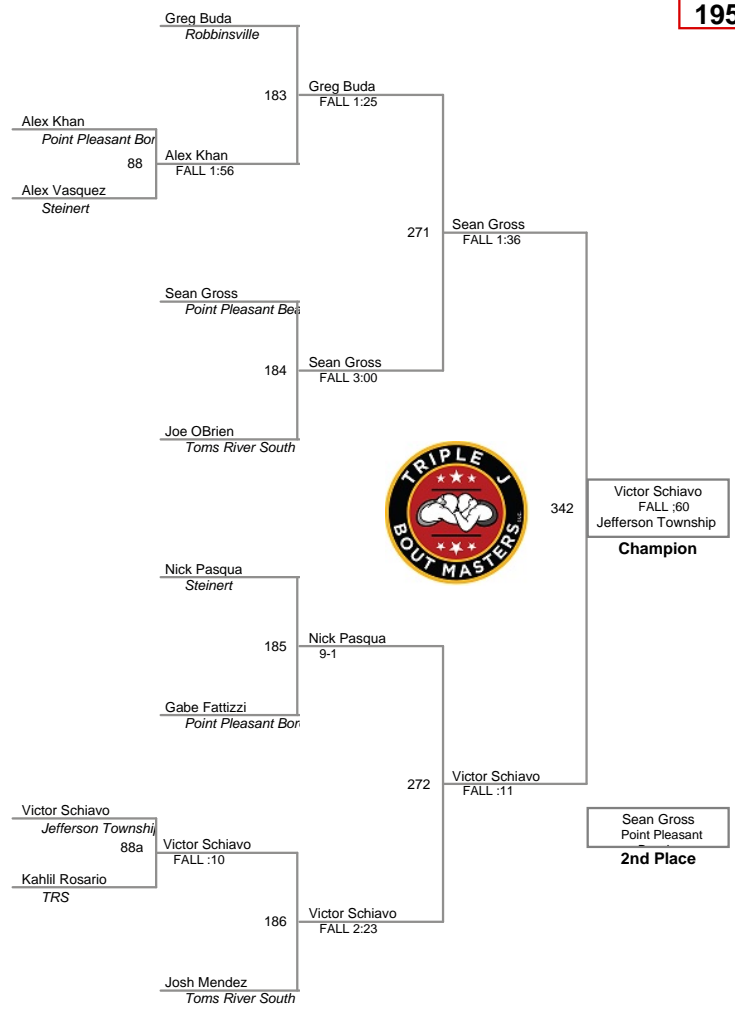 195
Greg Buda
Robbinsville
183
Greg Buda
FALL 1:25
Alex Khan
Point Pleasant Bor
88
Alex Khan
FALL 1:56
Alex Vasquez
Steinert
271
Sean Gross
FALL 1:36
Sean Gross
Point Pleasant Bea
184
Sean Gross
FALL 3:00
Joe OBrien
Toms River South
TRIPLE J
BOUT MASTERS
342
Victor Schiavo
FALL ;60
Jefferson Township
Champion
Nick Pasqua
Steinert
185
Nick Pasqua
9-1
Gabe Fattizzi
Point Pleasant Bor
272
Victor Schiavo
FALL :11
Victor Schiavo
Jefferson Township
88a
Victor Schiavo
FALL :10
Kahlil Rosario
TRS
Sean Gross
Point Pleasant
2nd Place
186
Victor Schiavo
FALL 2:23
Josh Mendez
Toms River South